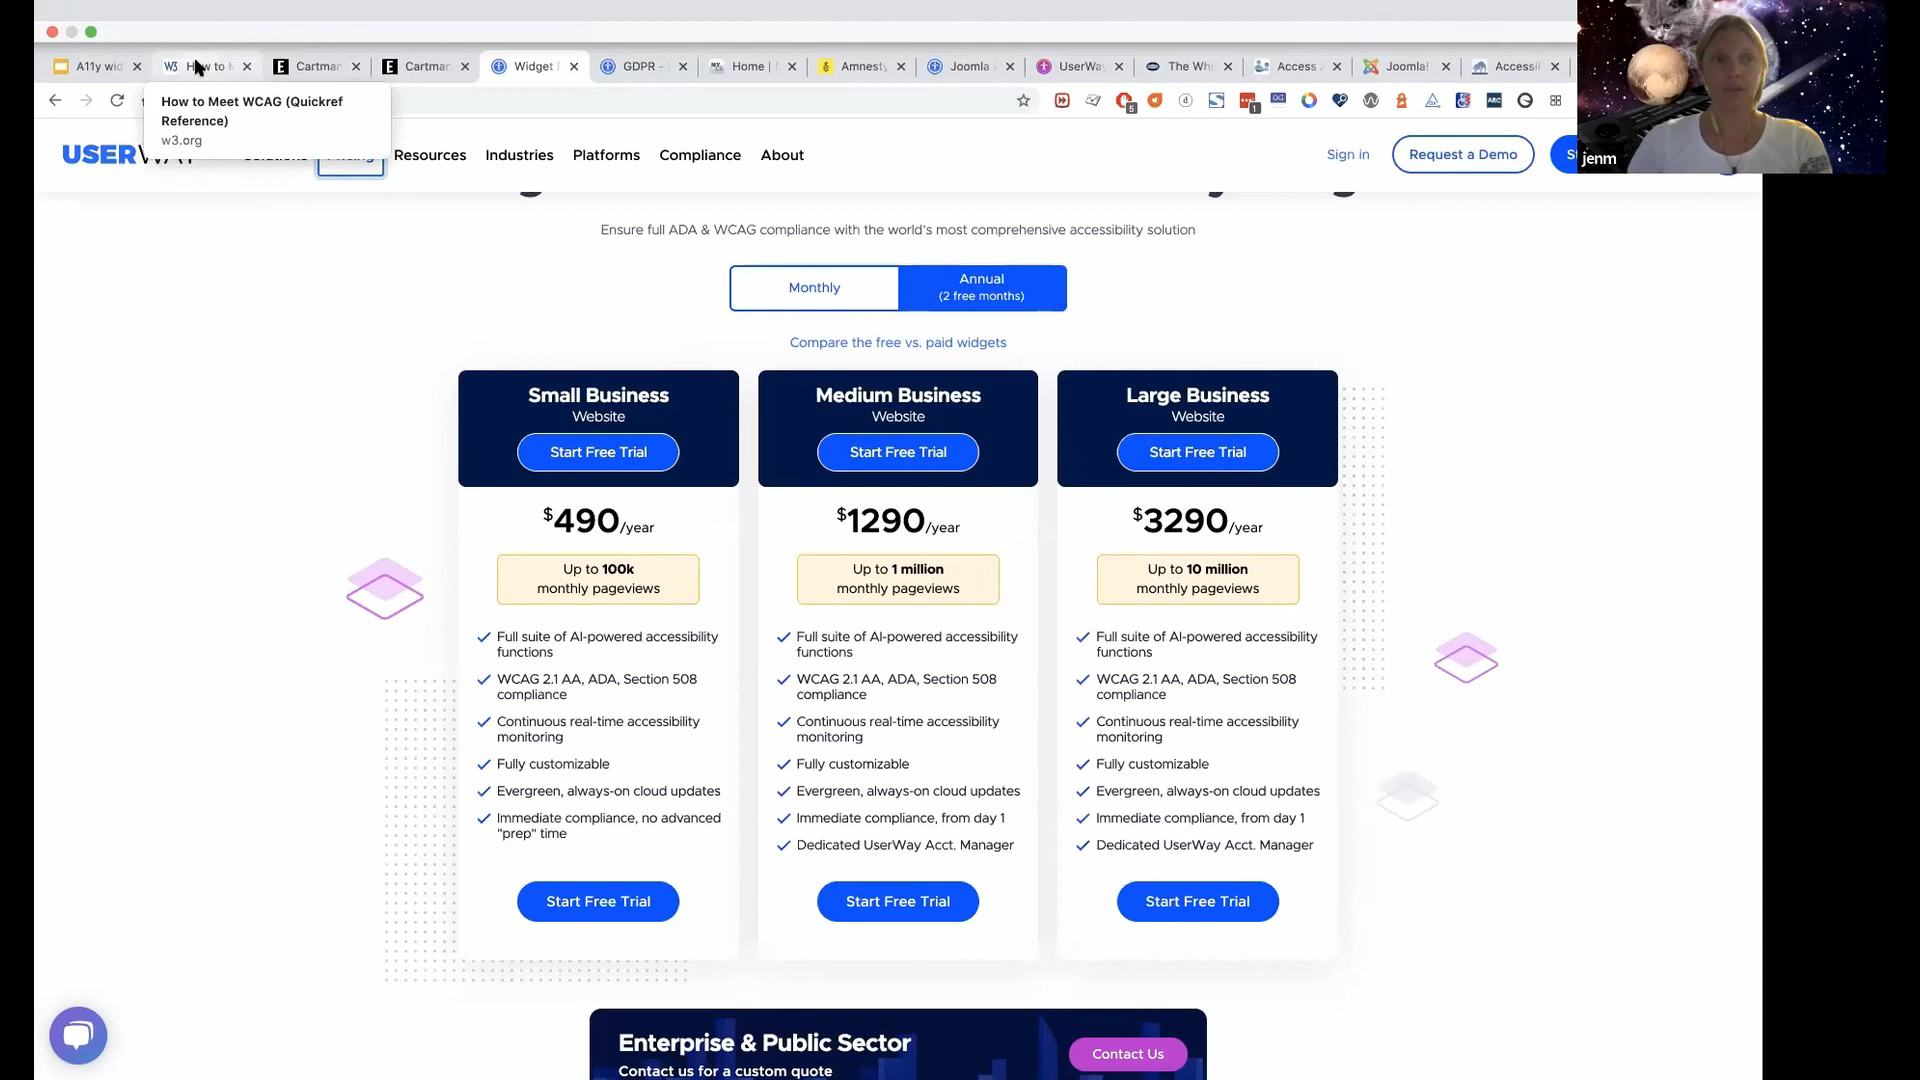 A11y wid
How to M
Cartman
Cartman
Widget
GDPR -
Home |
Amnest
Joomla
UserWa
The Whi
Access
Joomla!
Accessil
How to Meet WCAG (Quickref
Reference)
w3.org
USERWAY
Solutions
Pricing
Resources
Industries
Platforms
Compliance
About
Sign in
Request a Demo
St
jenm
Ensure full ADA & WCAG compliance with the world's most comprehensive accessibility solution
Monthly
Annual
(2 free months)
Compare the free vs. paid widgets
Small Business
Website
Start Free Trial
$490/year
Up to 100k
monthly pageviews
Full suite of AI-powered accessibility
functions
WCAG 2.1 AA, ADA, Section 508
compliance
Continuous real-time accessibility
monitoring
Fully customizable
Evergreen, always-on cloud updates
Immediate compliance, no advanced
"prep" time
Start Free Trial
Medium Business
Website
Start Free Trial
$1290/year
Up to 1 million
monthly pageviews
Full suite of AI-powered accessibility
functions
WCAG 2.1 AA, ADA, Section 508
compliance
Continuous real-time accessibility
monitoring
Fully customizable
Evergreen, always-on cloud updates
Immediate compliance, from day 1
Dedicated UserWay Acct. Manager
Start Free Trial
Large Business
Website
Start Free Trial
$3290/year
Up to 10 million
monthly pageviews
Full suite of AI-powered accessibility
functions
WCAG 2.1 AA, ADA, Section 508
compliance
Continuous real-time accessibility
monitoring
Fully customizable
Evergreen, always-on cloud updates
Immediate compliance, from day 1
Dedicated UserWay Acct. Manager
Start Free Trial
Enterprise & Public Sector
Contact us for a custom quote
Contact Us